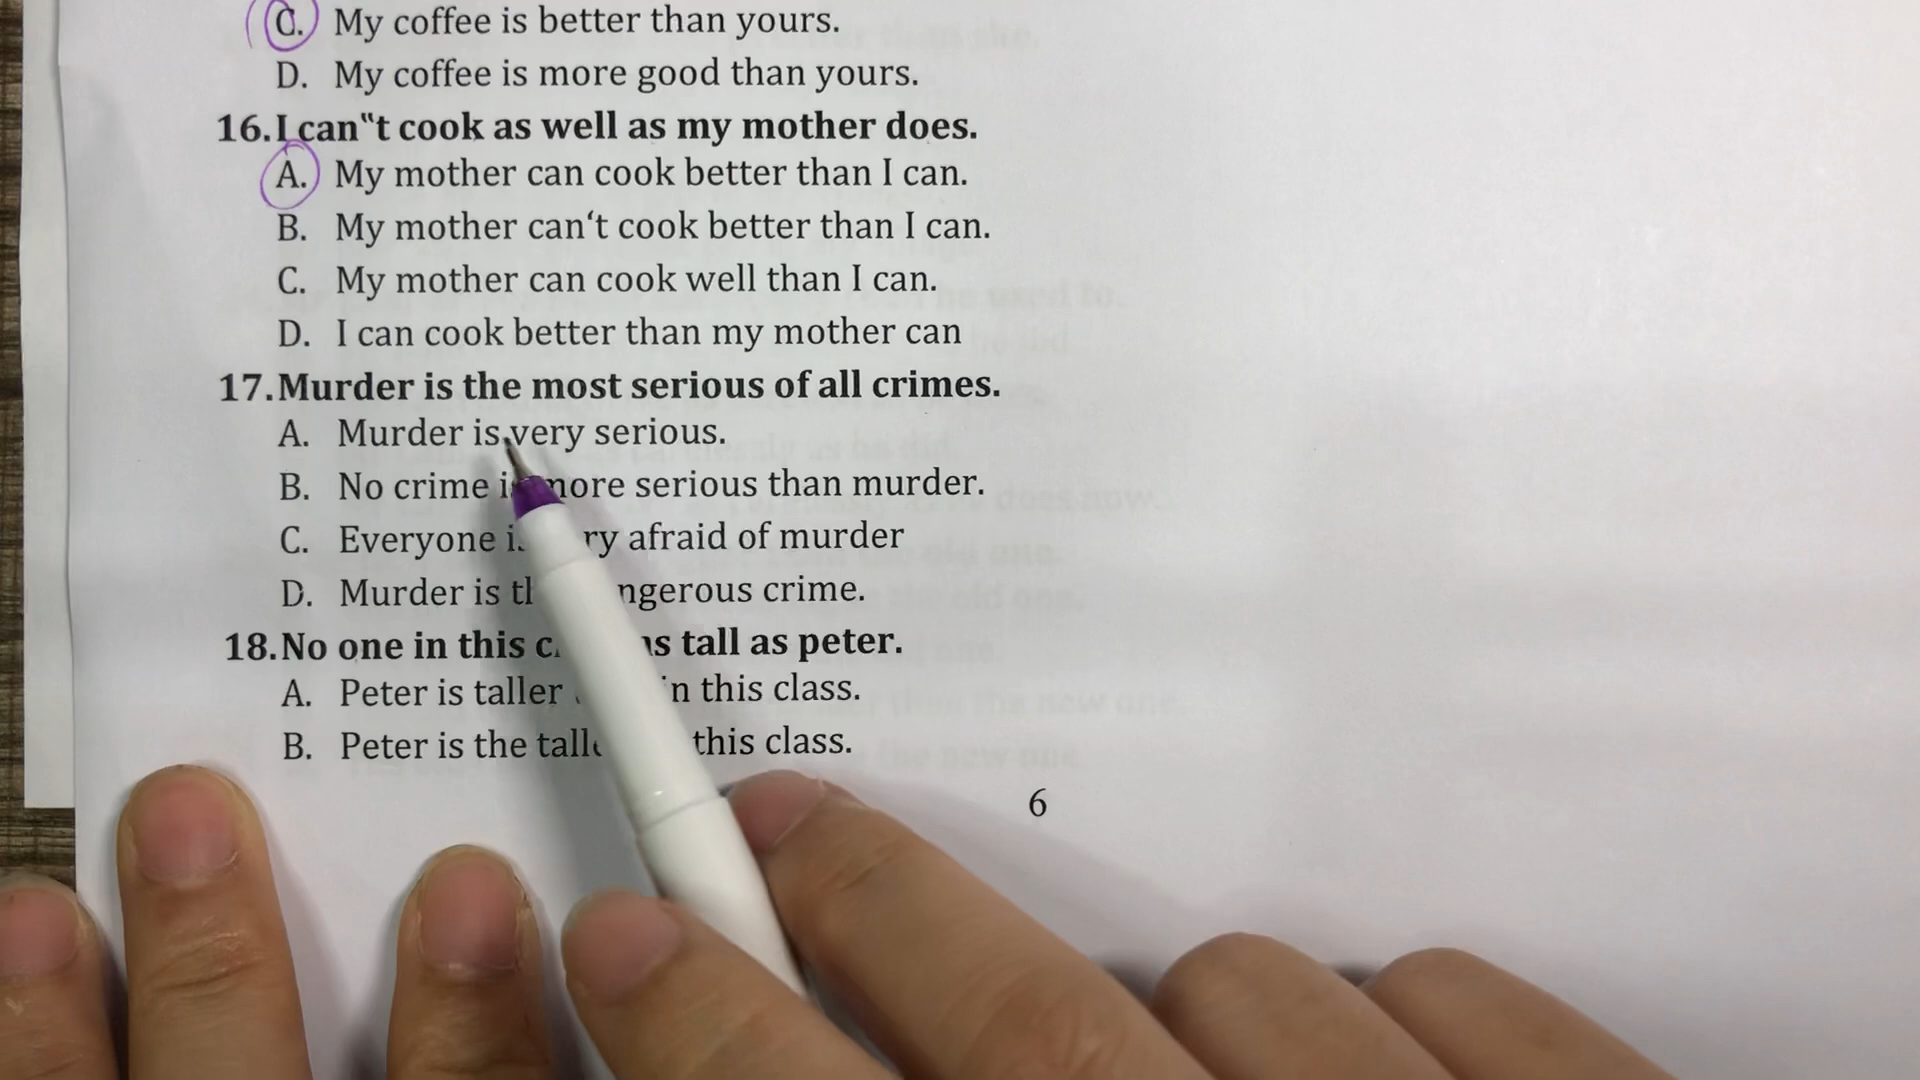 C. My coffee is better than yours.
D. My coffee is more good than yours.
16. I can‟t cook as well as my mother does.
A. My mother can cook better than I can.
B. My mother can‘t cook better than I can.
C. My mother can cook well than I can.
D. I can cook better than my mother can
17. Murder is the most serious of all crimes.
A. Murder is very serious.
B. No crime is more serious than murder.
C. Everyone is afraid of murder
D. Murder is crime.
18. No one in this tall as peter.
A. Peter is taller in this class.
B. Peter is the this class.
6